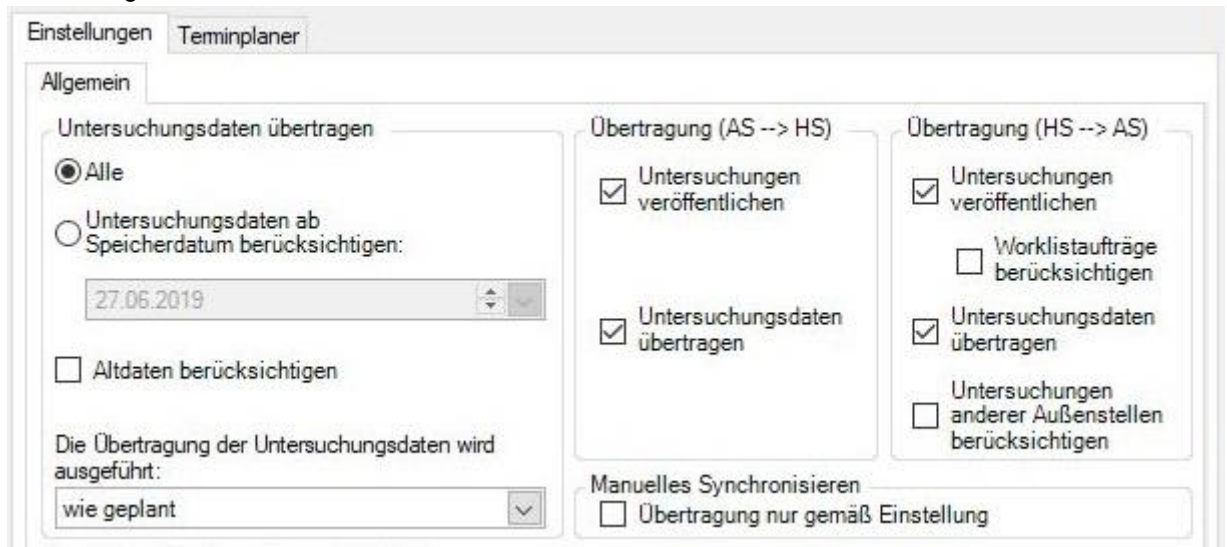 Einstellungen
Terminplaner
Allgemein
Untersuchungsdaten übertragen
Alle
Untersuchungsdaten ab
Speicherdatum berücksichtigen:
27.06.2019
Altdaten berücksichtigen
Die Übertragung der Untersuchungsdaten wird
ausgeführt:
wie geplant
Übertragung (AS --> HS)
Untersuchungen
veröffentlichen
Untersuchungsdaten
übertragen
Übertragung (HS --> AS)
Untersuchungen
veröffentlichen
Worklistaufträge
berücksichtigen
Untersuchungsdaten
übertragen
Untersuchungen
anderer Außenstellen
berücksichtigen
Manuelles Synchronisieren
Übertragung nur gemäß Einstellung